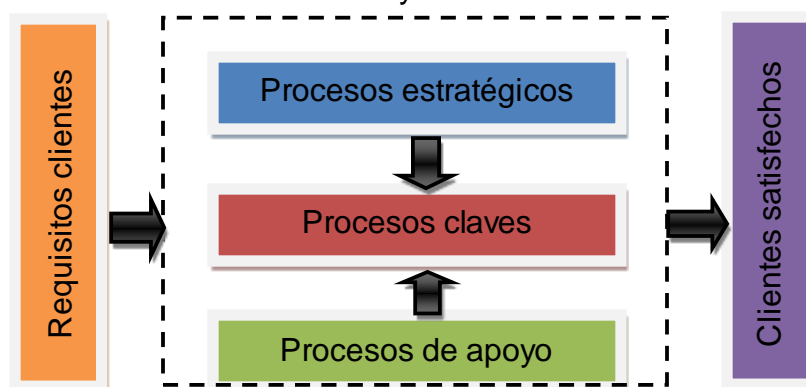 y
Requisitos clientes
Procesos estratégicos
Procesos claves
Procesos de apoyo
Clientes satisfechos